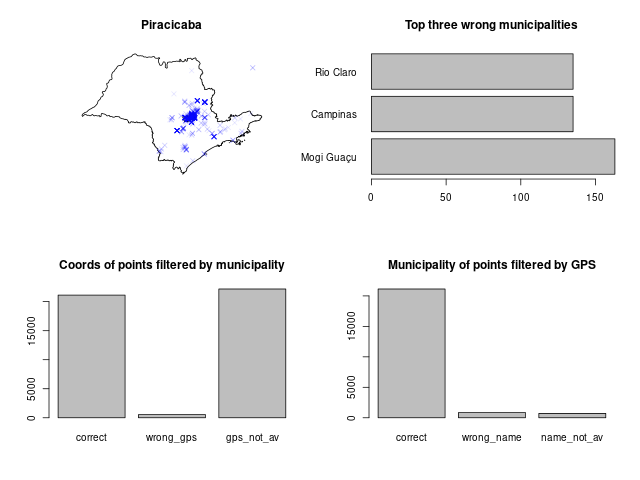 Piracicaba
Top three wrong municipalities
Rio Claro
Campinas
Mogi Guaçu
0 50 100 150
Coords of points filtered by municipality
0 5000 15000
correct wrong_gps gps_not_av
Municipality of points filtered by GPS
0 5000 15000
correct wrong_name name_not_av